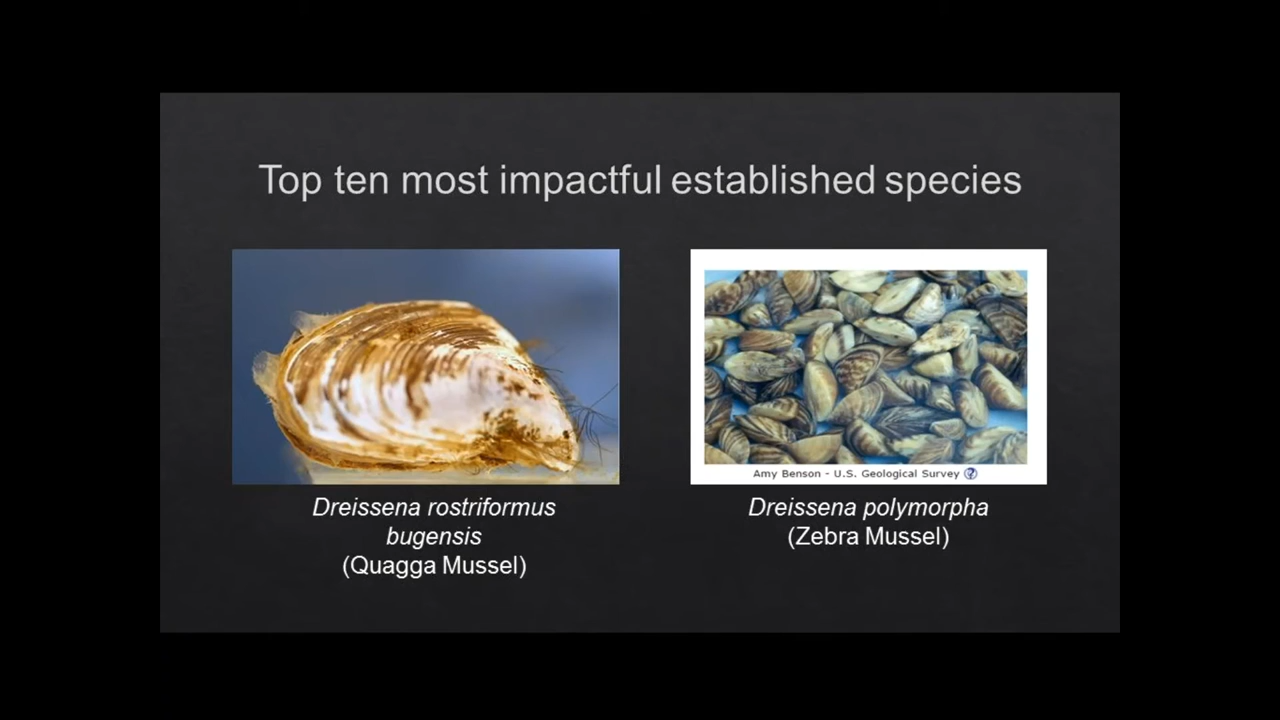 Top ten most impactful established species
Dreissena rostriformus
bugensis
(Quagga Mussel)
Amy Benson - U.S. Geological Survey
Dreissena polymorpha
(Zebra Mussel)